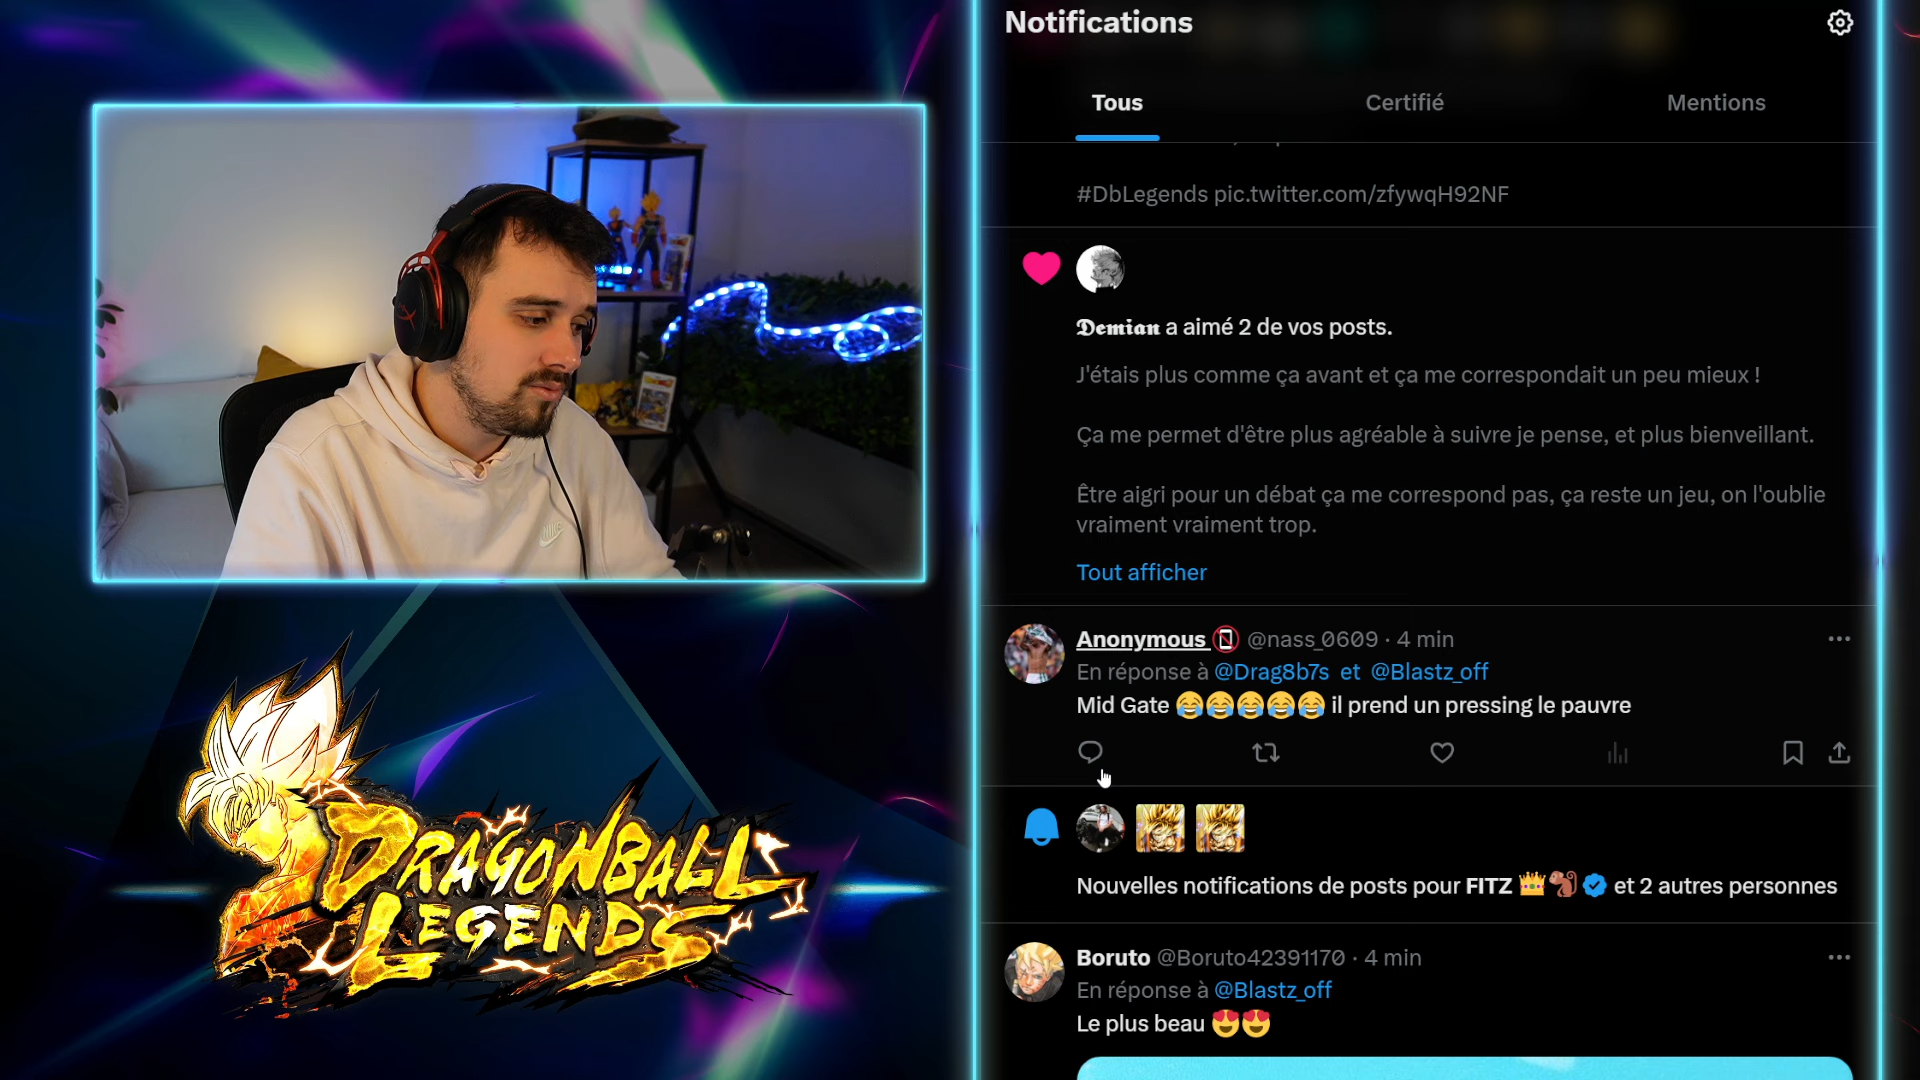 Notifications
Tous
Certifié
Mentions
#DbLegends pic.twitter.com/zfywqH92NF
𝕯𝖊𝖒𝖎𝖆𝖓 a aimé 2 de vos posts.
J'étais plus comme ça avant et ça me correspondait un peu mieux !
Ça me permet d'être plus agréable à suivre je pense, et plus bienveillant.
Être aigri pour un débat ça me correspond pas, ça reste un jeu, on l'oublie
vraiment vraiment trop.
Tout afficher
Anonymous 📵 @nass_0609 · 4 min
En réponse à @Drag8b7s et @Blastz_off
Mid Gate 😂😂😂😂😂 il prend un pressing le pauvre
Nouvelles notifications de posts pour FITZ 👑🐒 et 2 autres personnes
Boruto @Boruto42391170 · 4 min
En réponse à @Blastz_off
Le plus beau 😍😍
DRAGONBALL
LEGENDS